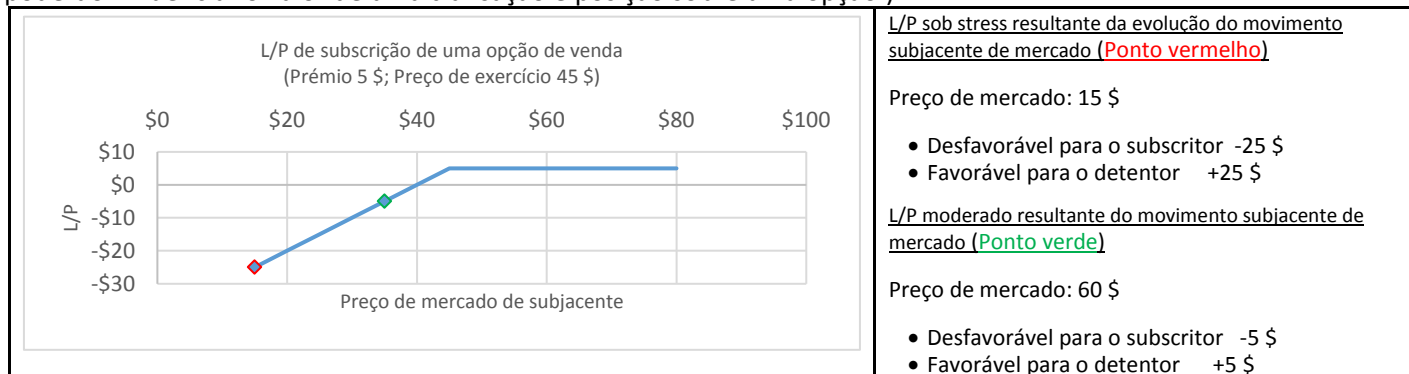 L/P de subscrição de uma opção de venda
(Prémio 5 $; Preço de exercício 45 $)
$0 $20 $40 $60 $80 $100
$10
$0
-$10
-$20
-$30
L/P
Preço de mercado de subjacente
L/P sob stress resultante da evolução do movimento
subjacente de mercado (Ponto vermelho)
Preço de mercado: 15 $
• Desfavorável para o subscritor -25 $
• Favorável para o detentor +25 $
L/P moderado resultante do movimento subjacente de
mercado (Ponto verde)
Preço de mercado: 60 $
• Desfavorável para o subscritor -5 $
• Favorável para o detentor +5 $